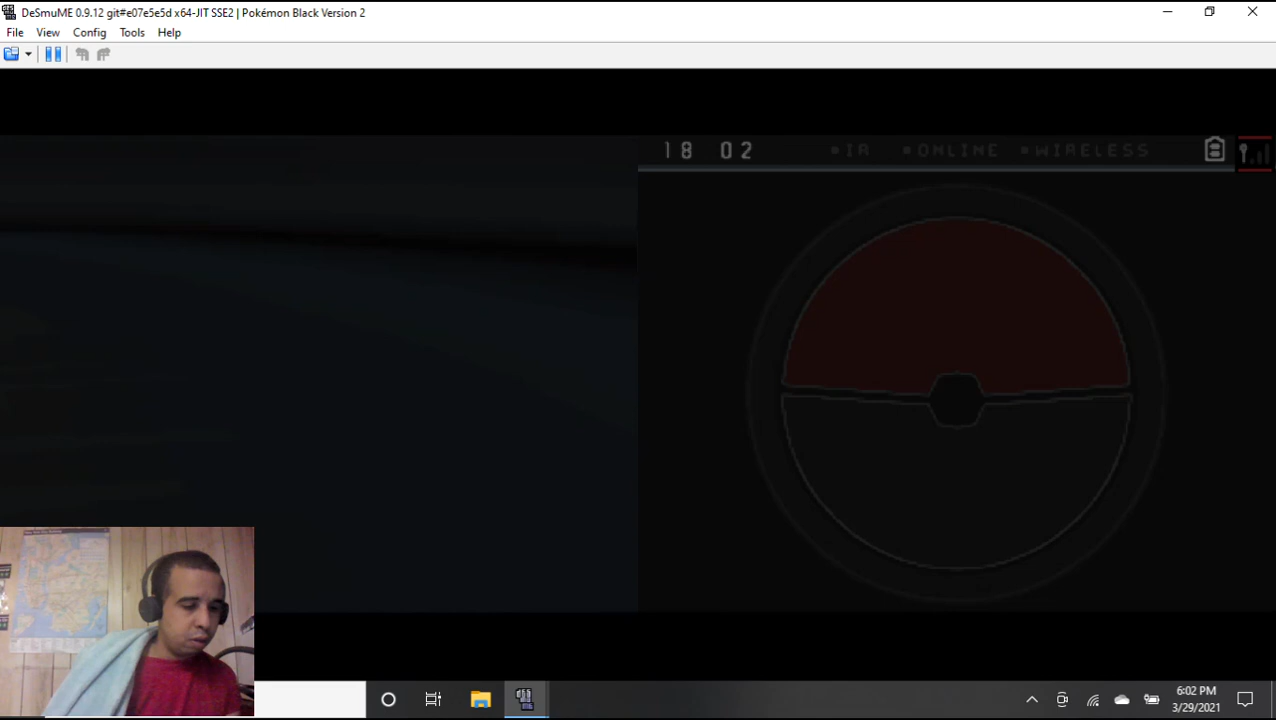 DeSmuME 0.9.12 git#e07e5e5d x64-JIT SSE2 | Pokémon Black Version 2
File View Config Tools Help
18 02 IR ONLINE WIRELESS
6:02 PM
3/29/2021